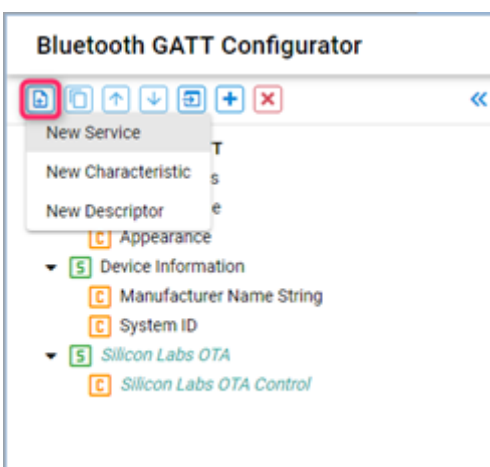 Bluetooth GATT Configurator
New Service
T
New Characteristic
s
New Descriptor
e
C Appearance
S Device Information
C Manufacturer Name String
C System ID
S Silicon Labs OTA
C Silicon Labs OTA Control